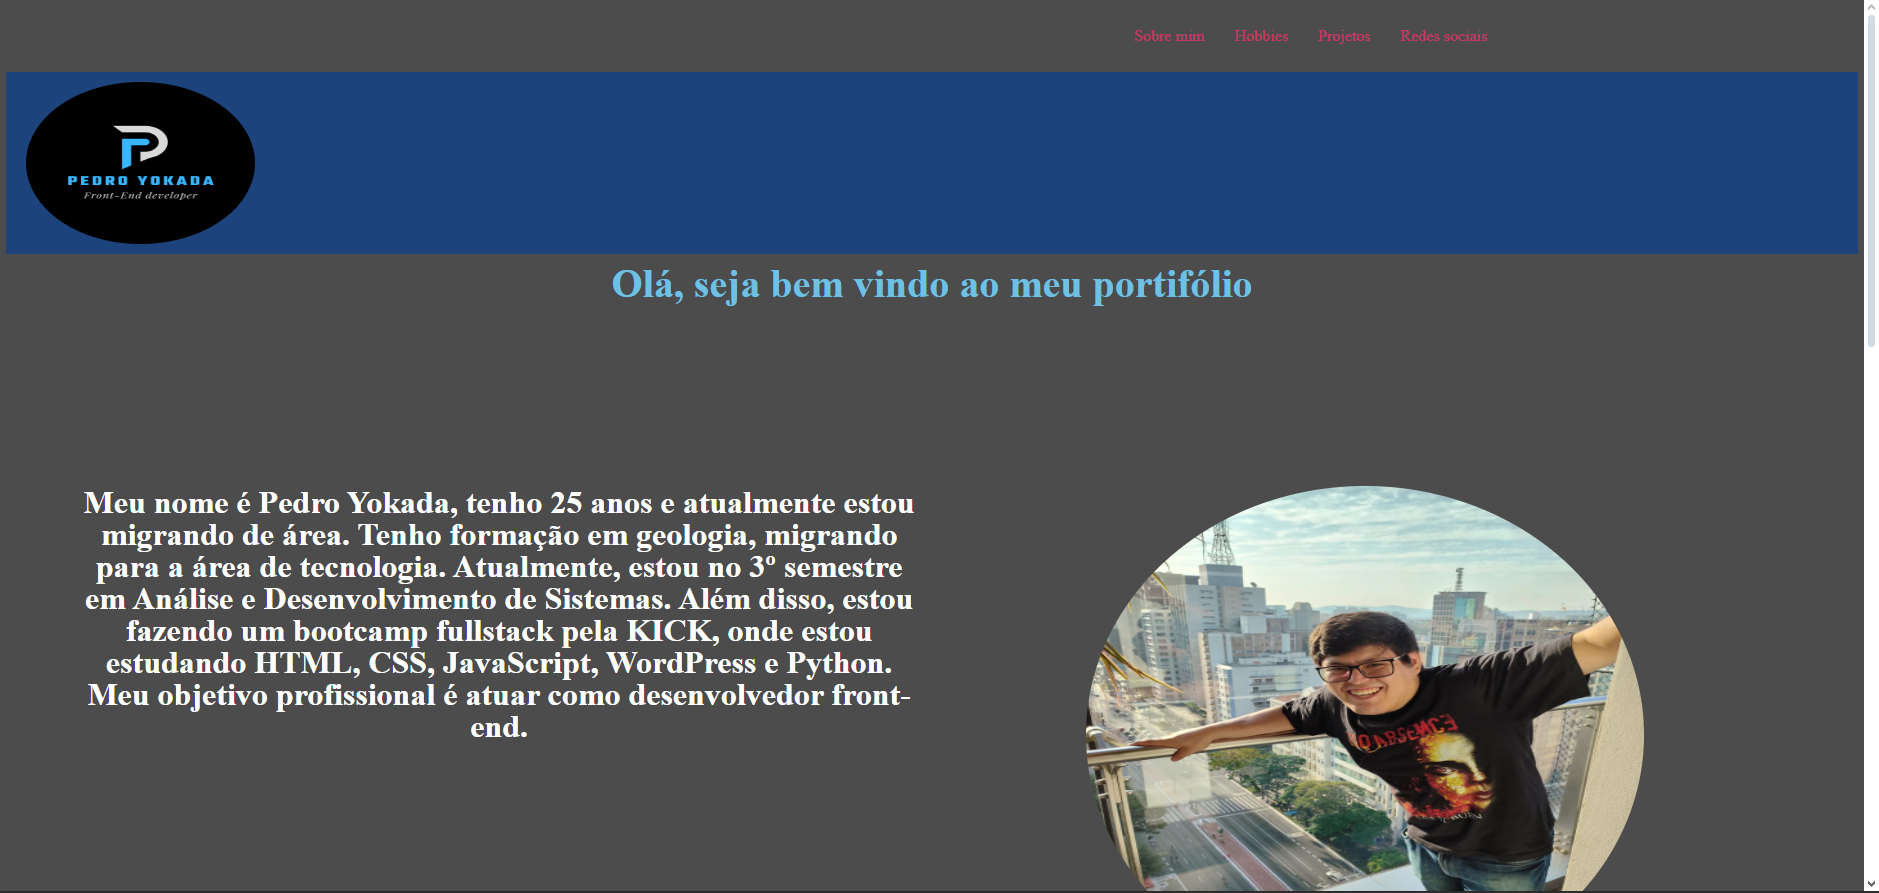 Sobre mim Hobbies Projetos Redes sociais
PEDRO YOKADA
Front-End developer
Olá, seja bem vindo ao meu portifólio
Meu nome é Pedro Yokada, tenho 25 anos e atualmente estou
migrando de área. Tenho formação em geologia, migrando
para a área de tecnologia. Atualmente, estou no 3º semestre
em Análise e Desenvolvimento de Sistemas. Além disso, estou
fazendo um bootcamp fullstack pela KICK, onde estou
estudando HTML, CSS, JavaScript, WordPress e Python.
Meu objetivo profissional é atuar como desenvolvedor front-
end.